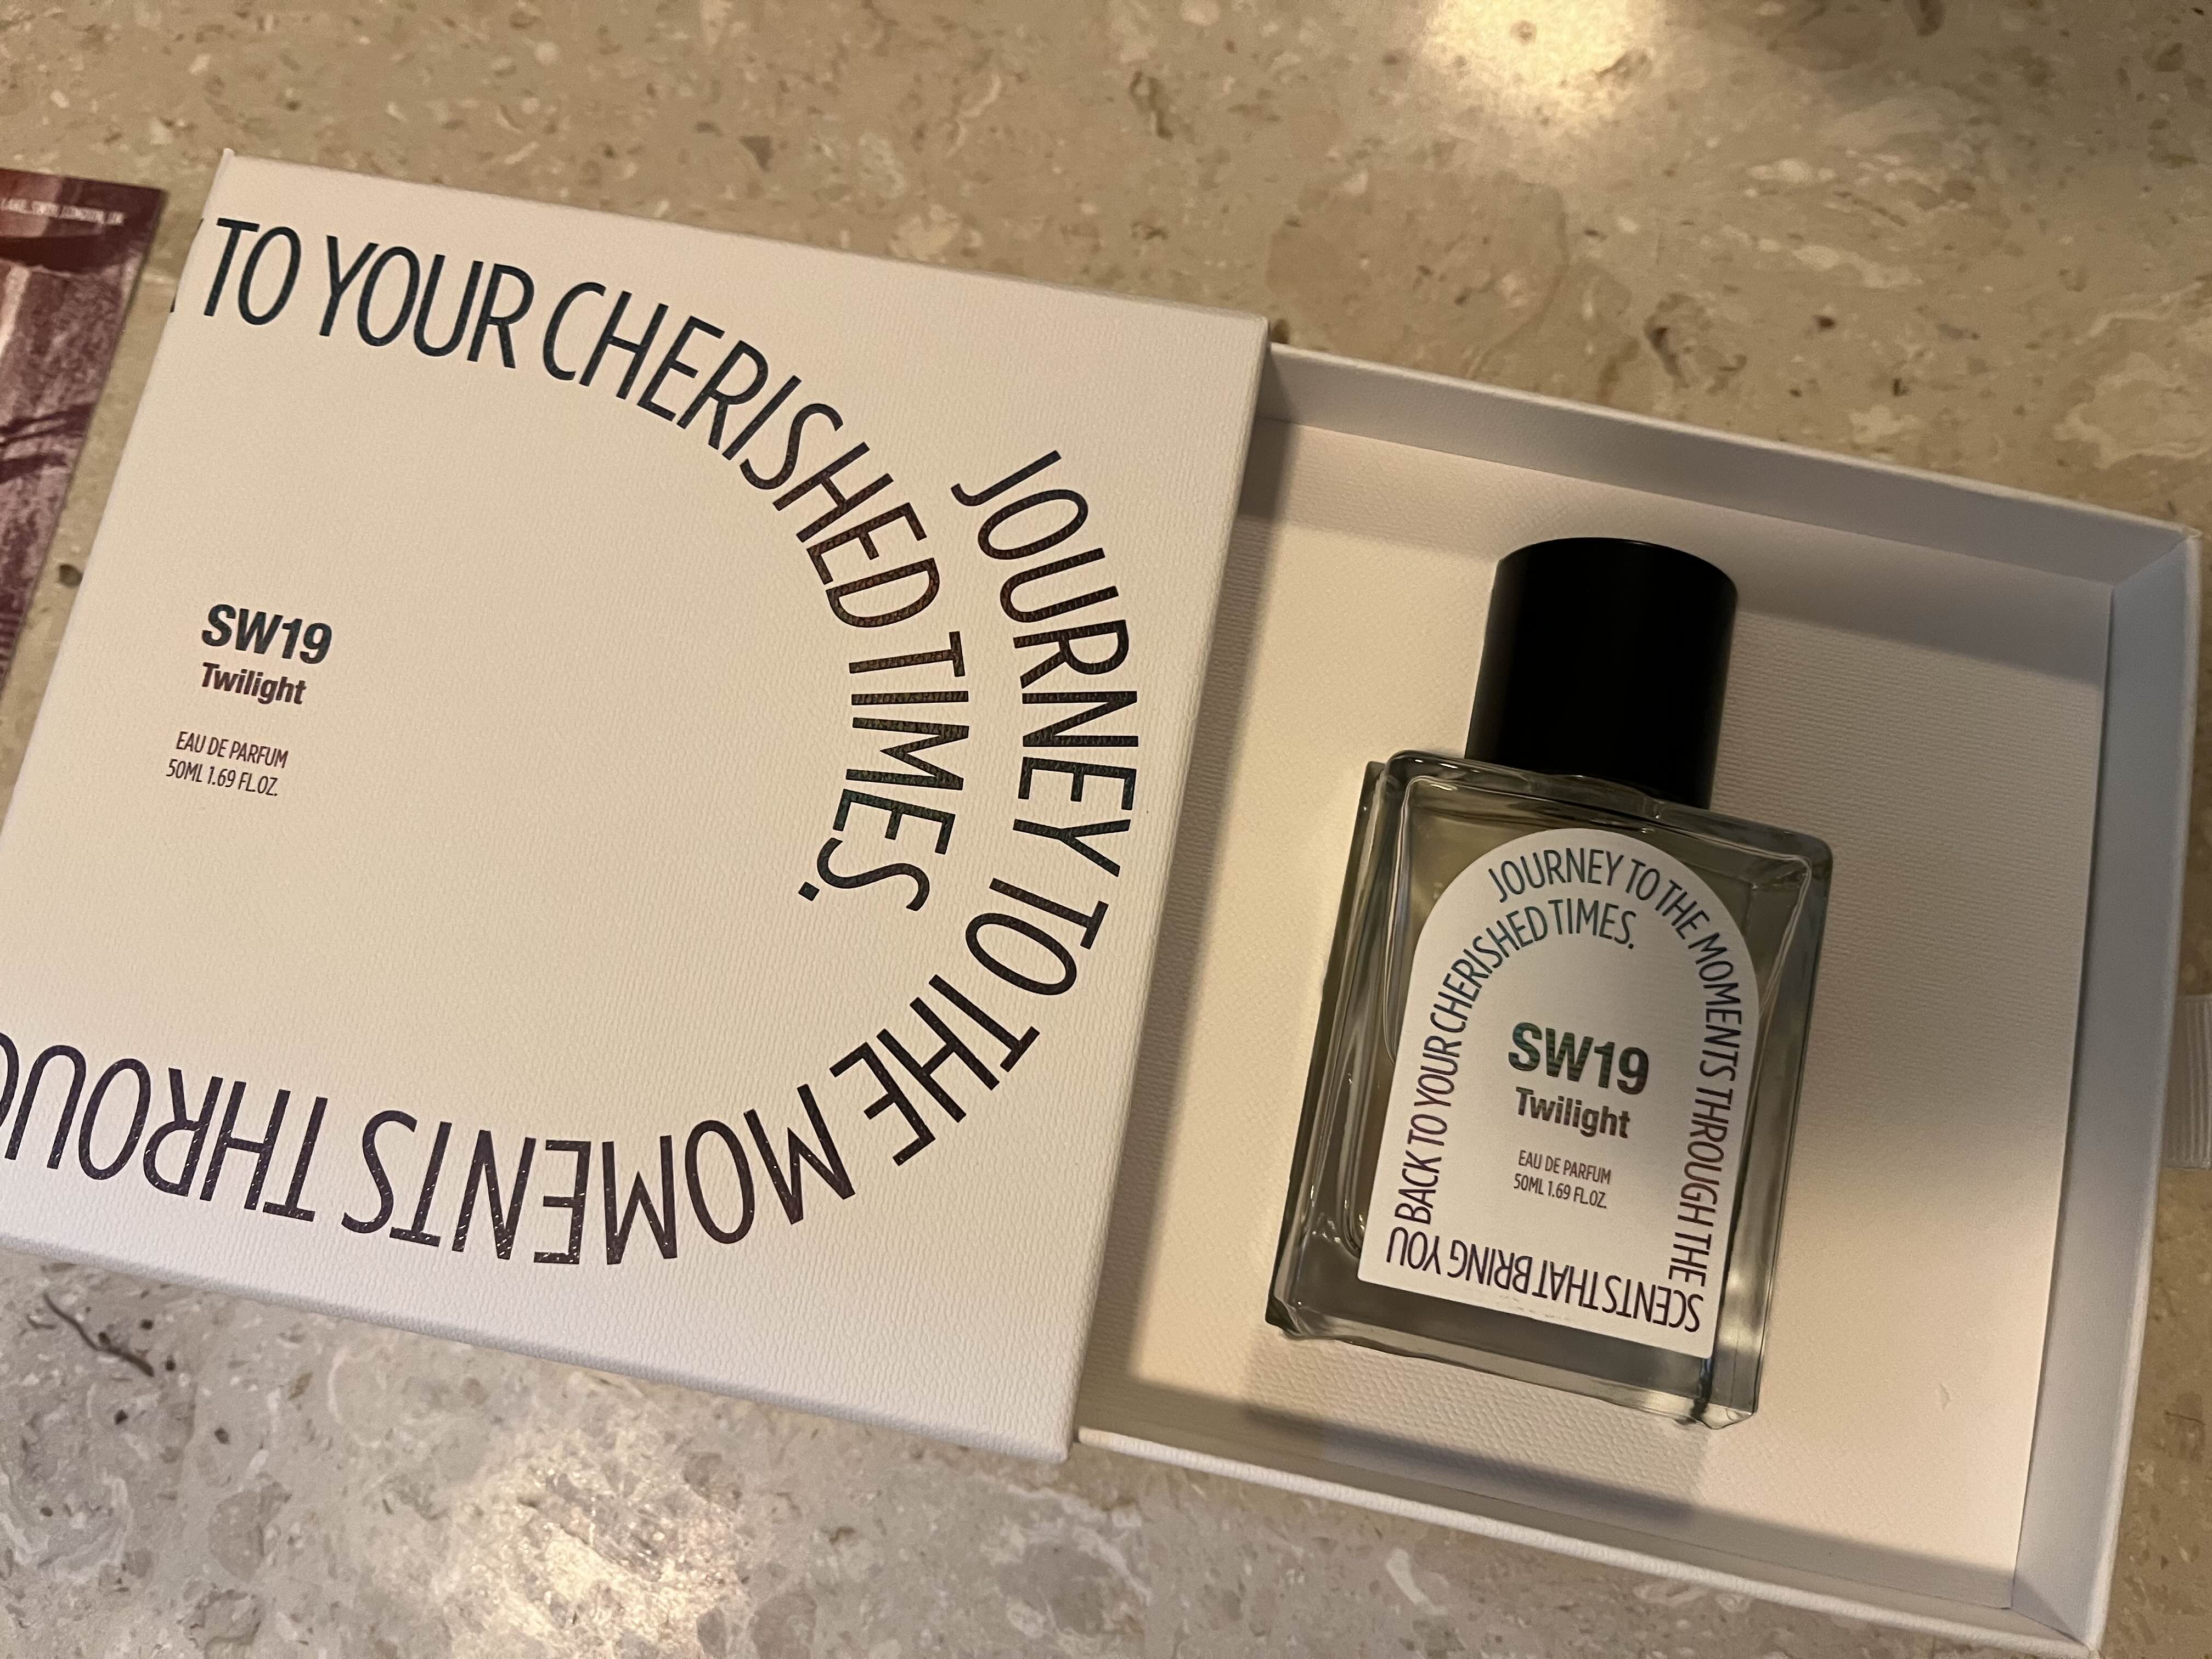 TO YOUR CHERISHED TIMES.
JOURNEY TO THE MOMENTS
SW19
Twilight
EAU DE PARFUM
50ML 1.69 FL.OZ.
JOURNEY TO THE MOMENTS THROUGH THE
SCENTS THAT BRING YOU
BACK TO YOUR CHERISHED TIMES.
SW19
Twilight
EAU DE PARFUM
50ML 1.69 FL.OZ.